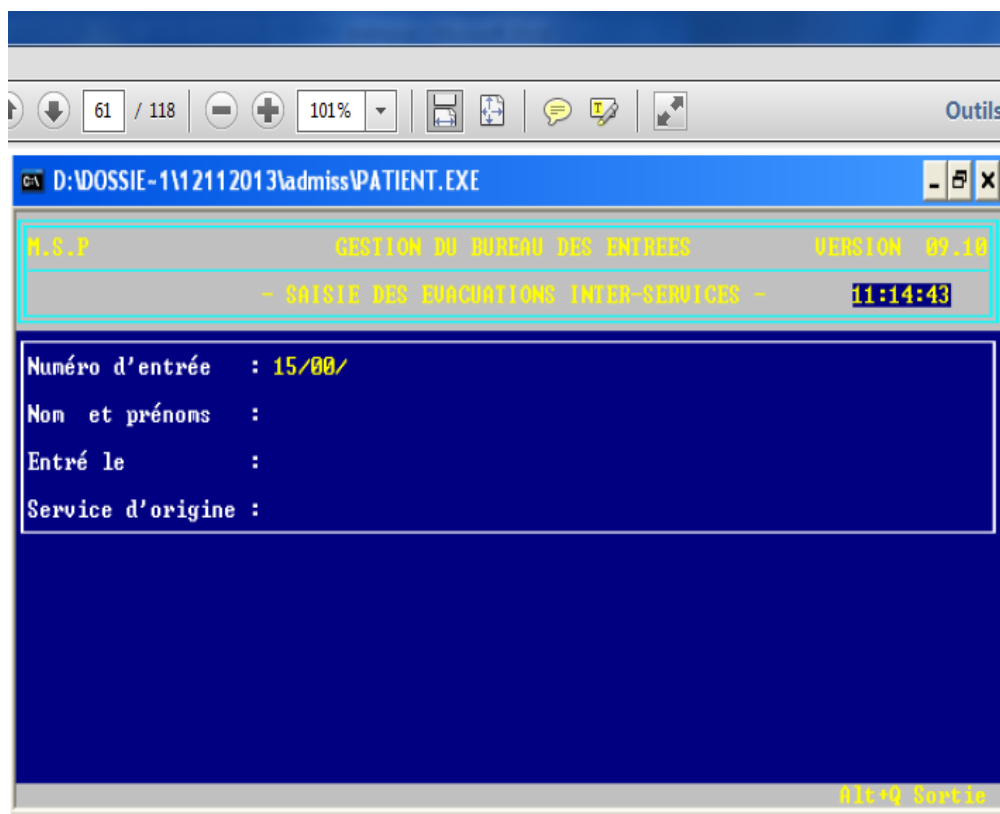 61 / 118 101% Outils
D:\DOSSIE~1\12112013\admiss\PATIENT.EXE
M.S.P GESTION DU BUREAU DES ENTREES VERSION 09.10
- SAISIE DES EVACUATIONS INTER-SERVICES - 11:14:43
Numéro d'entrée : 15/00/
Nom et prénoms :
Entré le :
Service d'origine :
Alt+Q Sortie